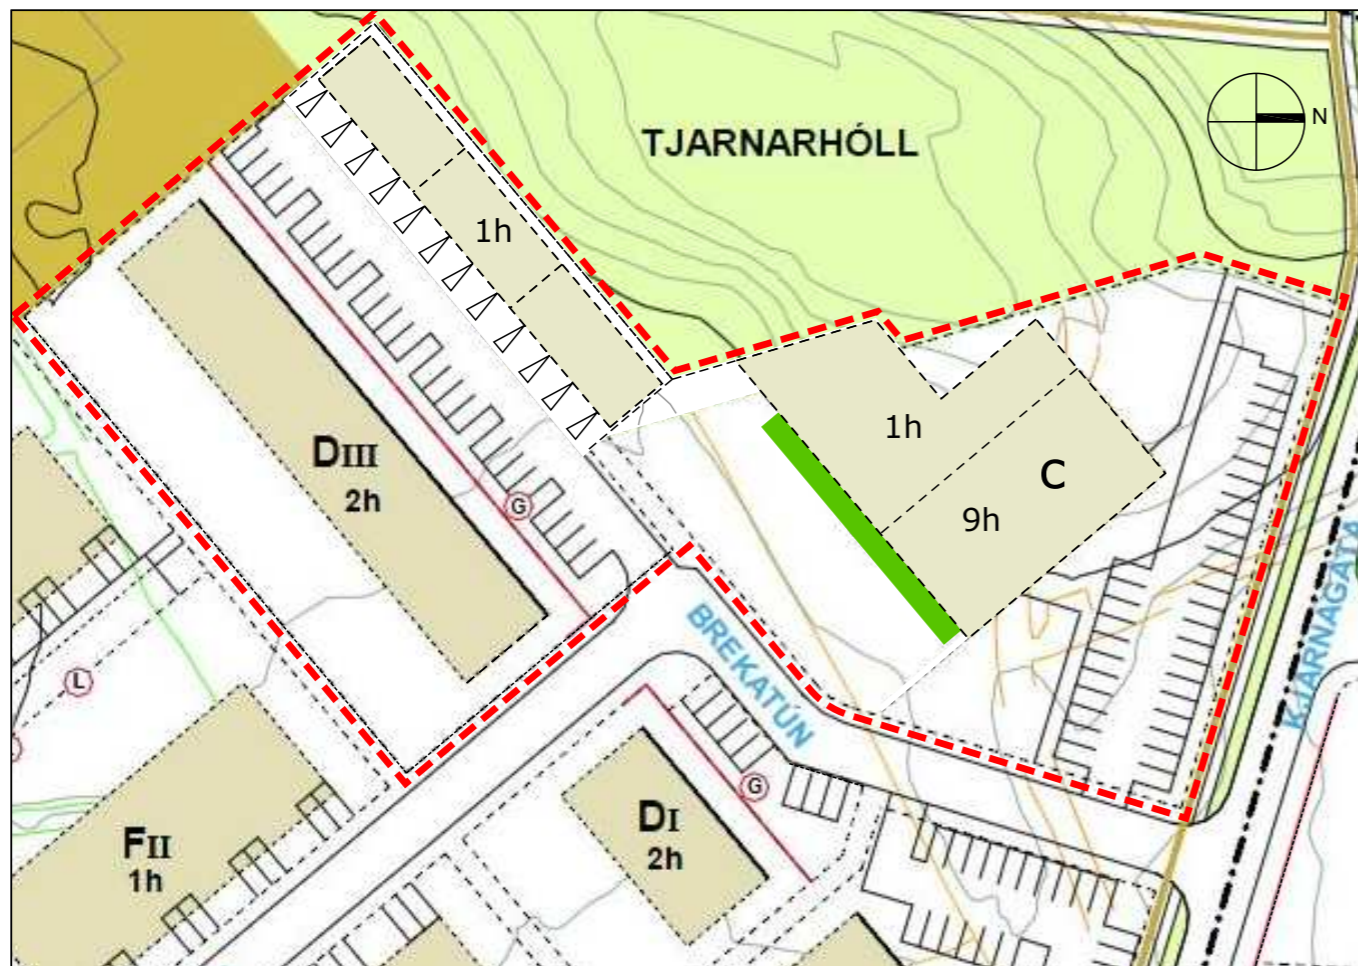 TJARNARHÓLL
N
1h
DIII
2h
G
1h
C
9h
BREKATÚN
KJARNAGATA
L
G
DI
2h
FII
1h